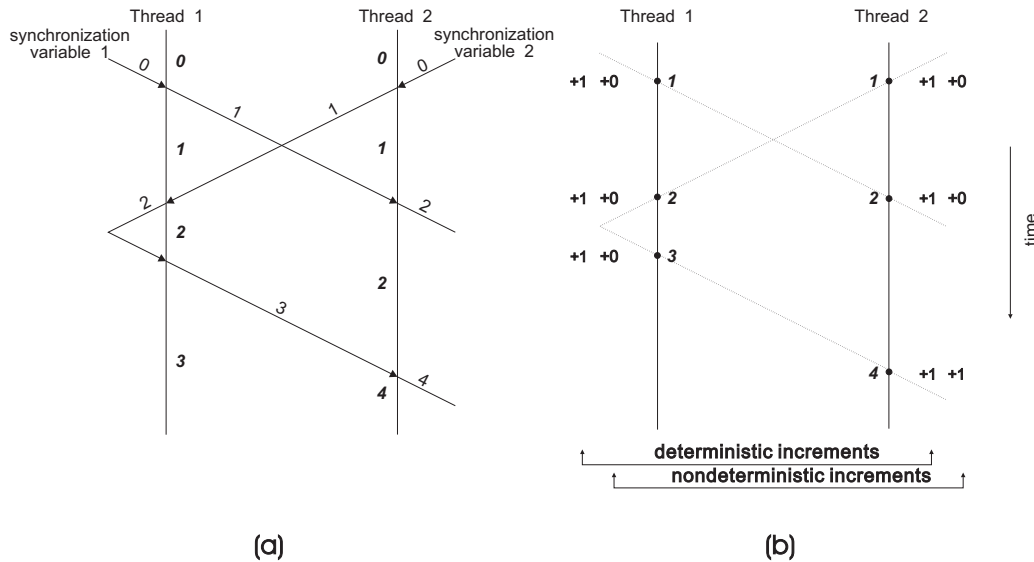 Thread 1
Thread 2
synchronization
variable 1
synchronization
variable 2
0
0
0
0
1
1
1
1
2
2
2
2
3
3
4
4
(a)
Thread 1
Thread 2
+1 +0
1
1
+1 +0
+1 +0
2
2
+1 +0
+1 +0
3
4
+1 +1
time
deterministic increments
nondeterministic increments
(b)